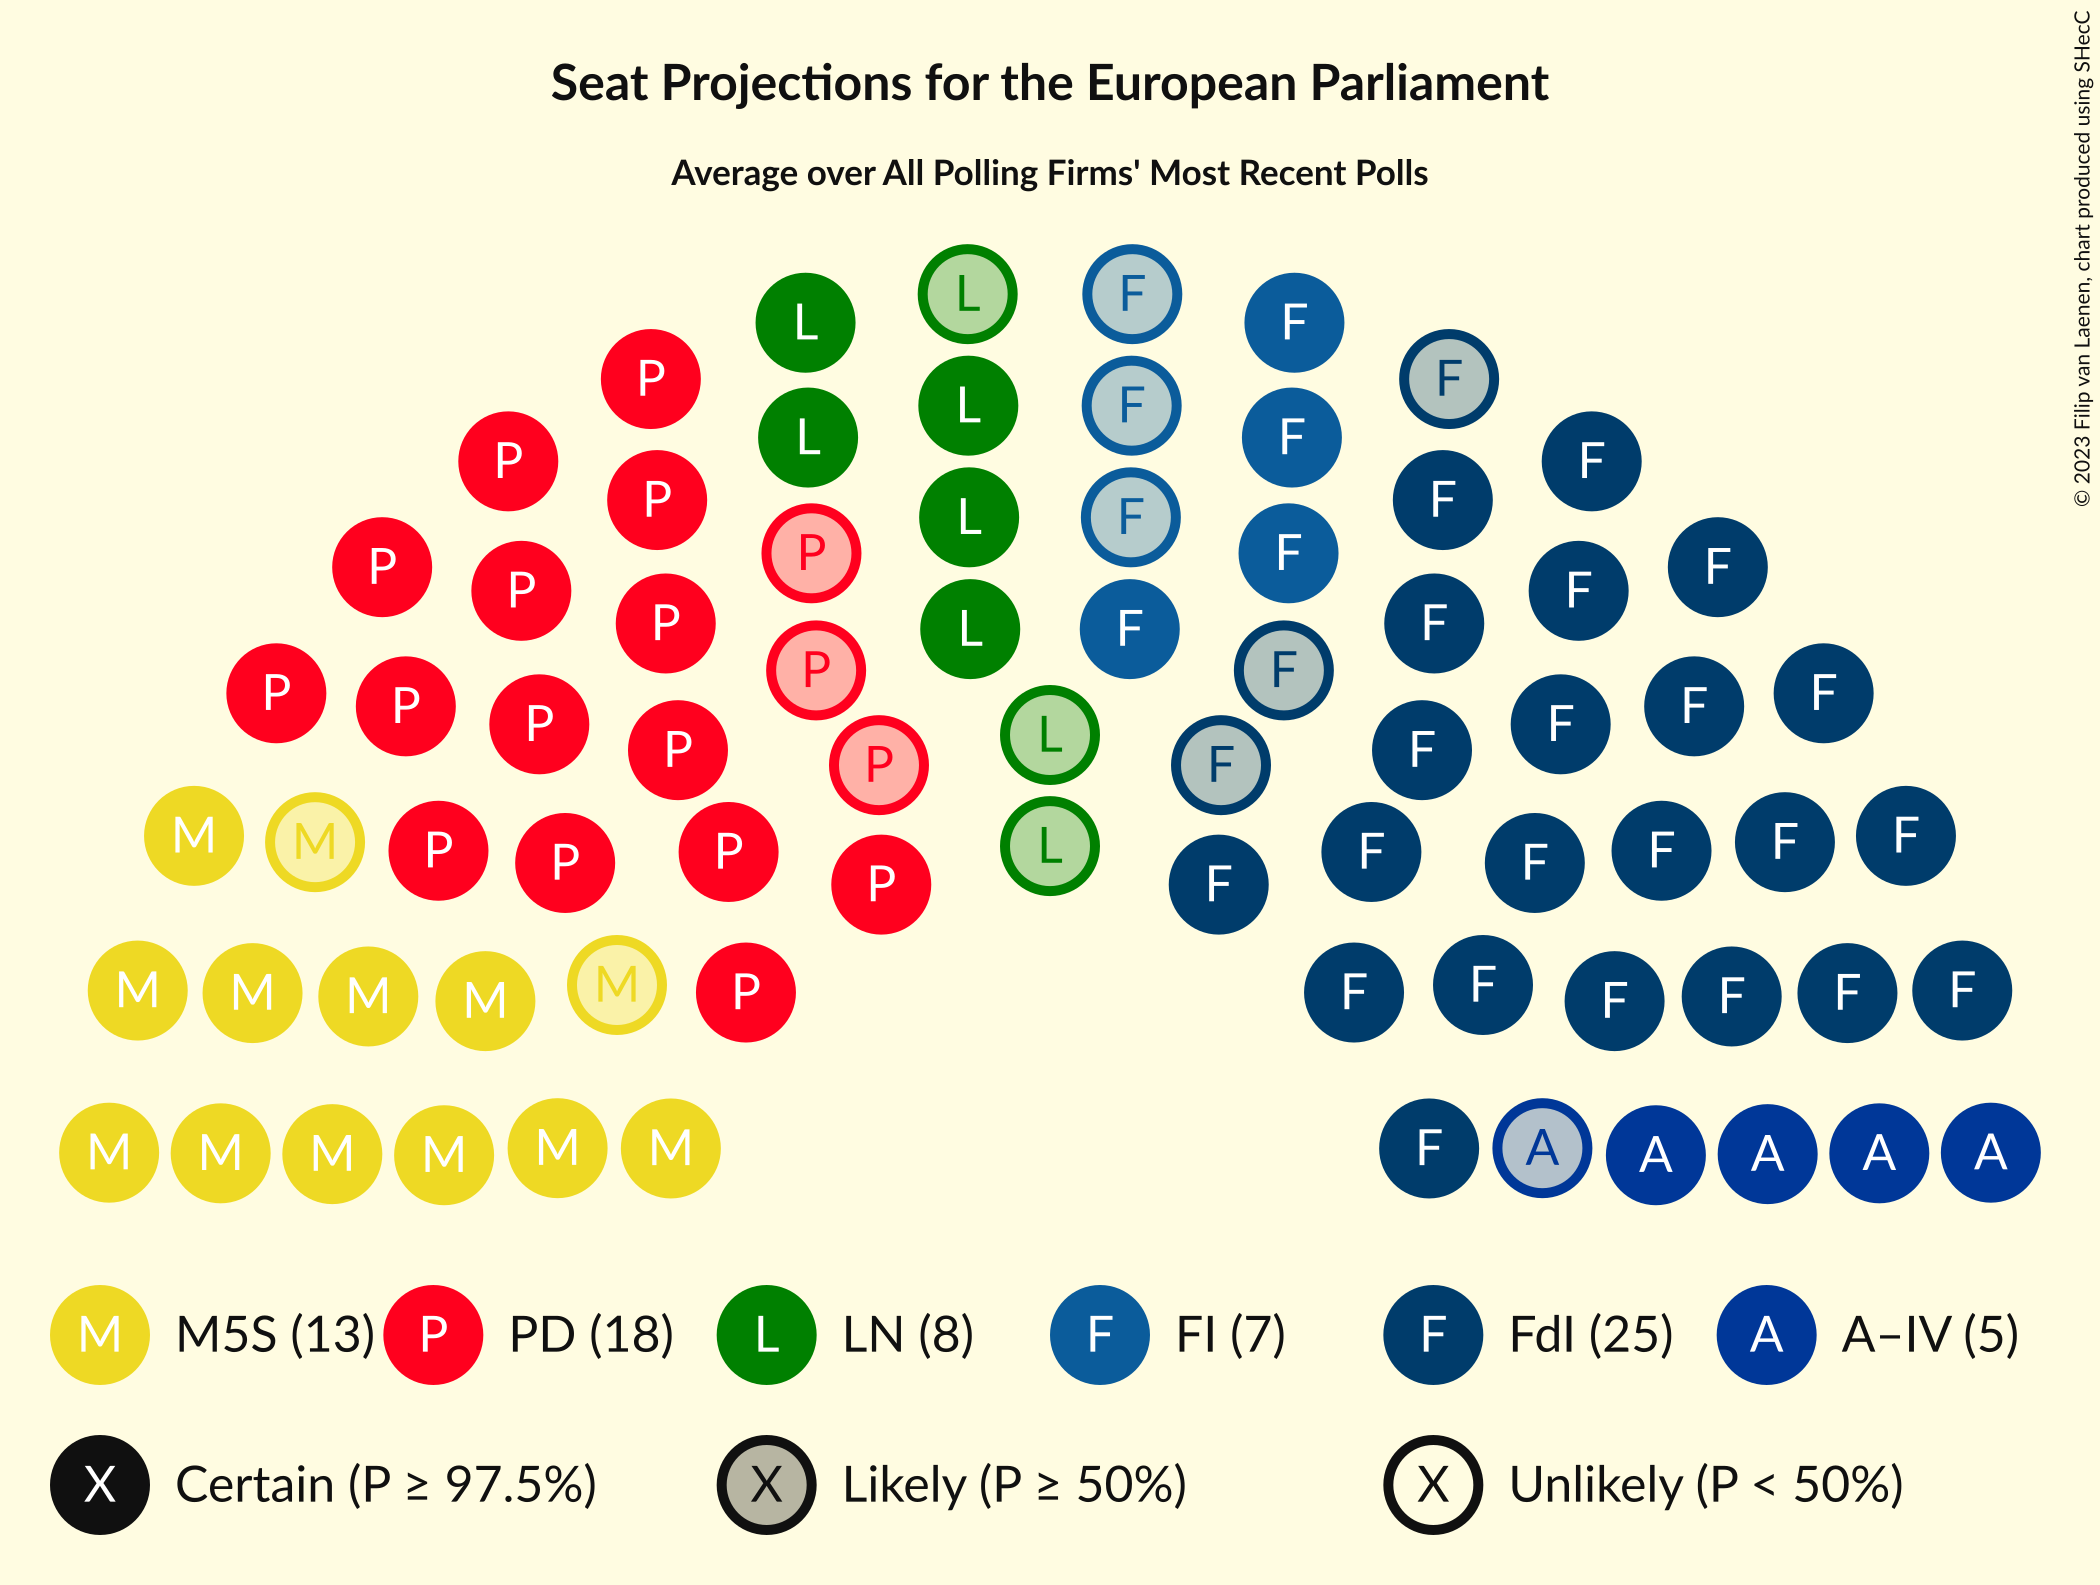 Seat Projections for the European Parliament
Average over All Polling Firms' Most Recent Polls
© 2023 Filip van Laenen, chart produced using SHecC
L F
L F
P F
L F
L F
P F
P F
L F
P F
P F
L F
P P F F
L F
P F
P F
P F
P P F F
P P F F
L
P P F F
P F
M F
M F
L
P P P F F F
P F
P F
M M M M M P F F F F F F
M M M M M M F A A A A A
M M5S (13) P PD (18) L LN (8) F FI (7) F FdI (25) A A–IV (5)
X Certain (P ≥ 97.5%) X Likely (P ≥ 50%) X Unlikely (P < 50%)